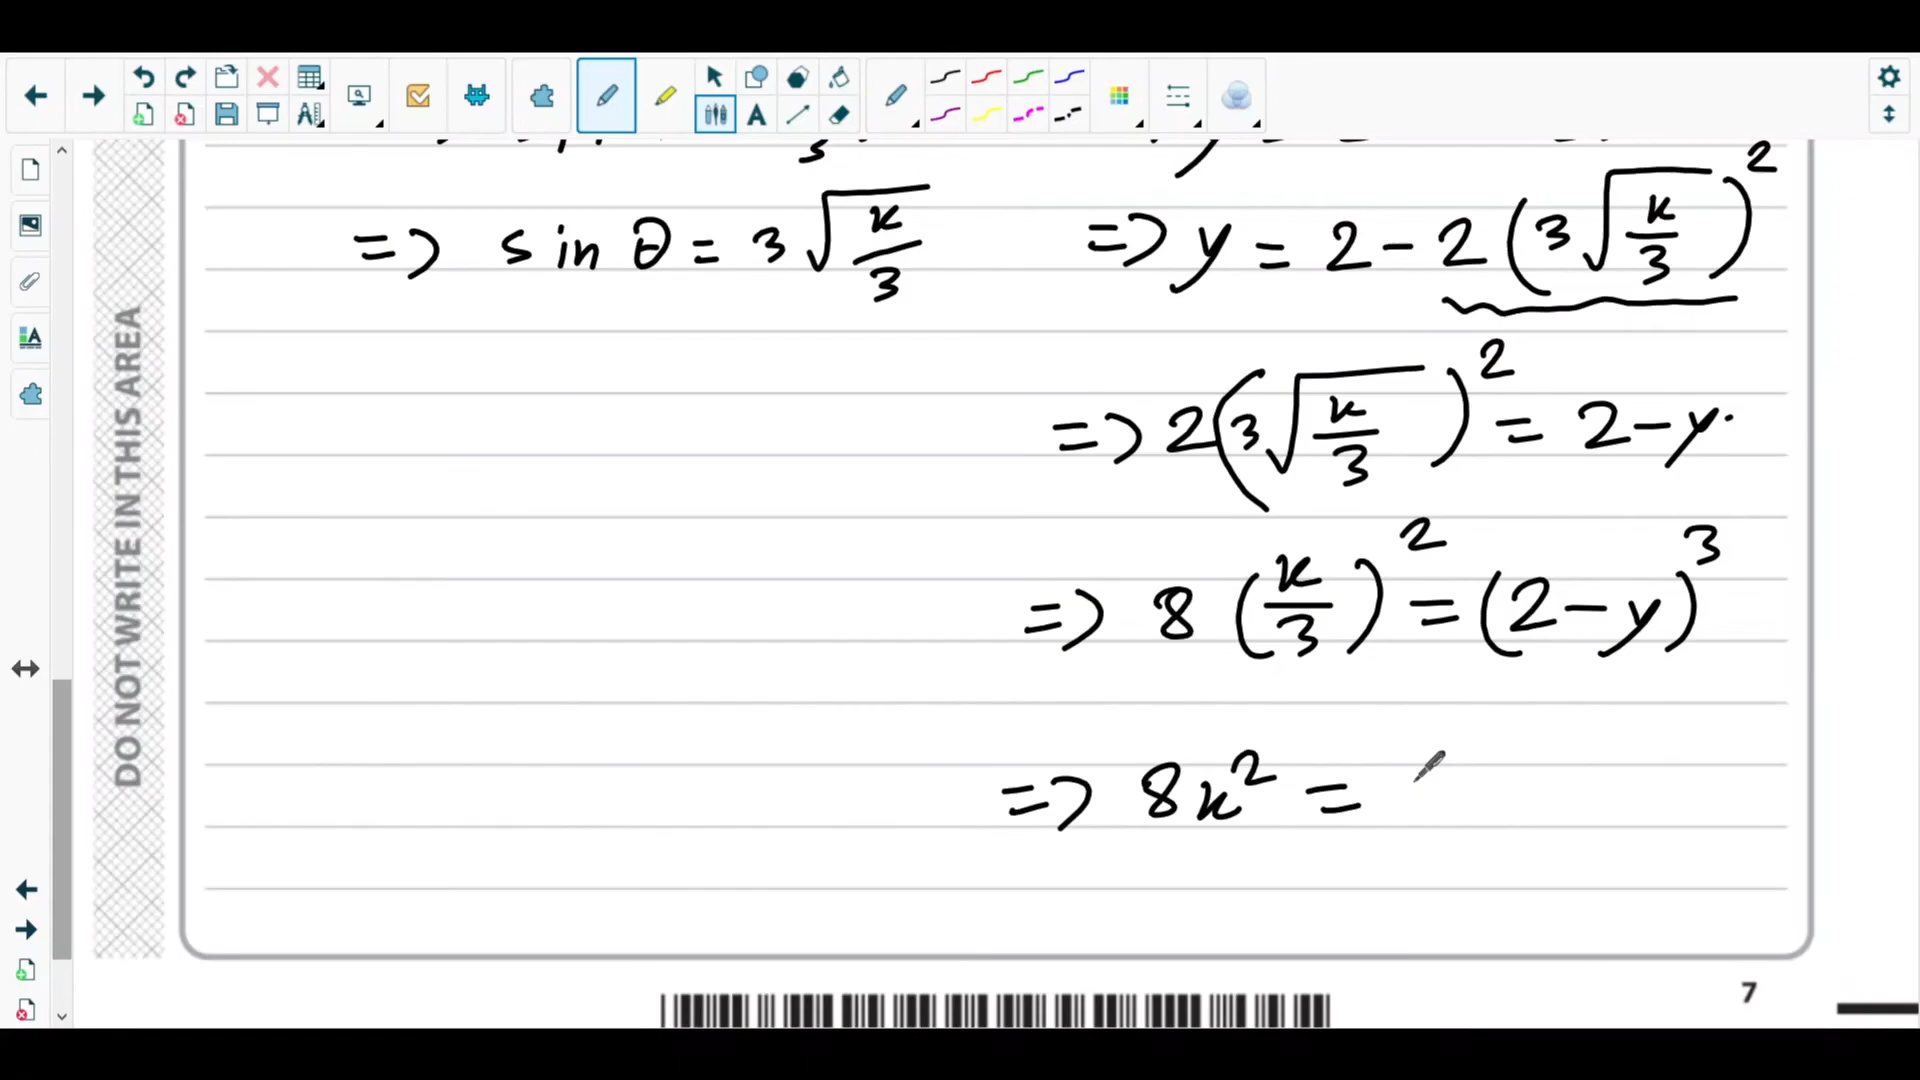 => sin θ = 3√x/3
=> y = 2 - 2(3√x/3)²
=> 2(3√x/3)² = 2 - y.
=> 8(x/3)² = (2 - y)³
=> 8x² =
DO NOT WRITE IN THIS AREA
7